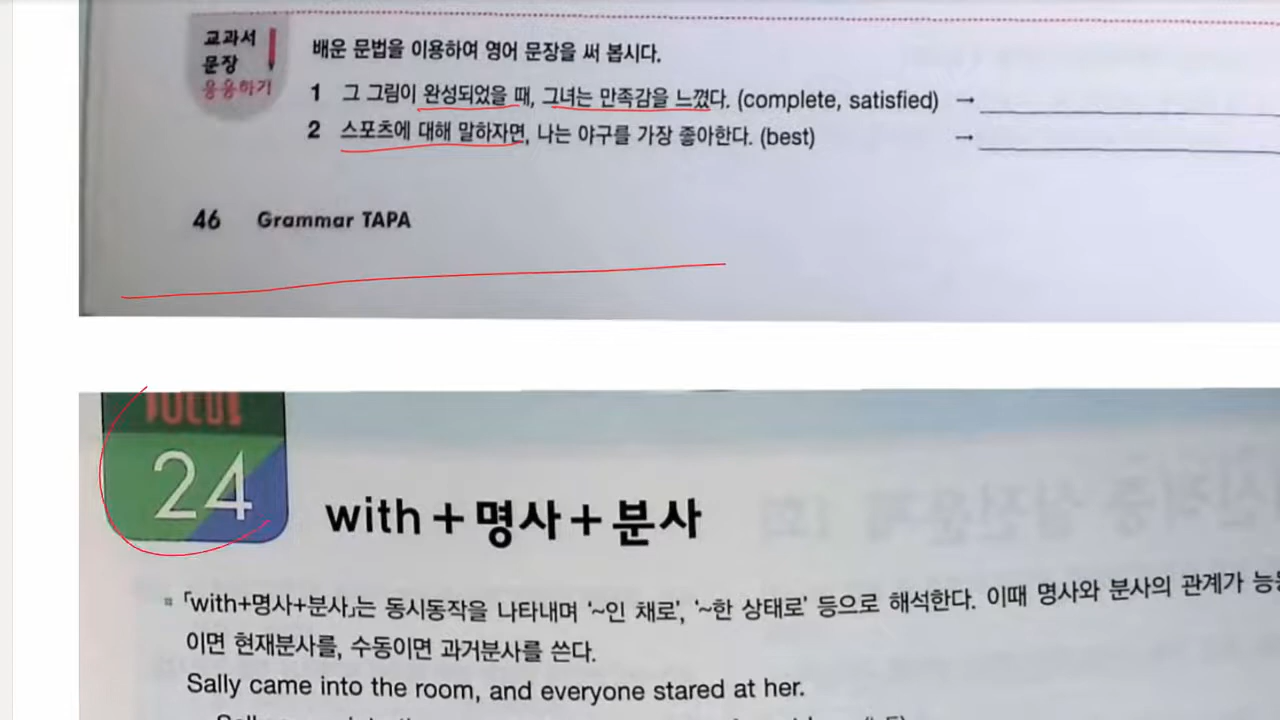 교과서
문장
응용하기
배운 문법을 이용하여 영어 문장을 써 봅시다.
1 그 그림이 완성되었을 때, 그녀는 만족감을 느꼈다. (complete, satisfied) →
2 스포츠에 대해 말하자면, 나는 야구를 가장 좋아한다. (best) →
46 Grammar TAPA
FOCUS
24
with+명사+분사
「with+명사+분사」는 동시동작을 나타내며 '~인 채로', '~한 상태로' 등으로 해석한다. 이때 명사와 분사의 관계가
이면 현재분사를, 수동이면 과거분사를 쓴다.
Sally came into the room, and everyone stared at her.